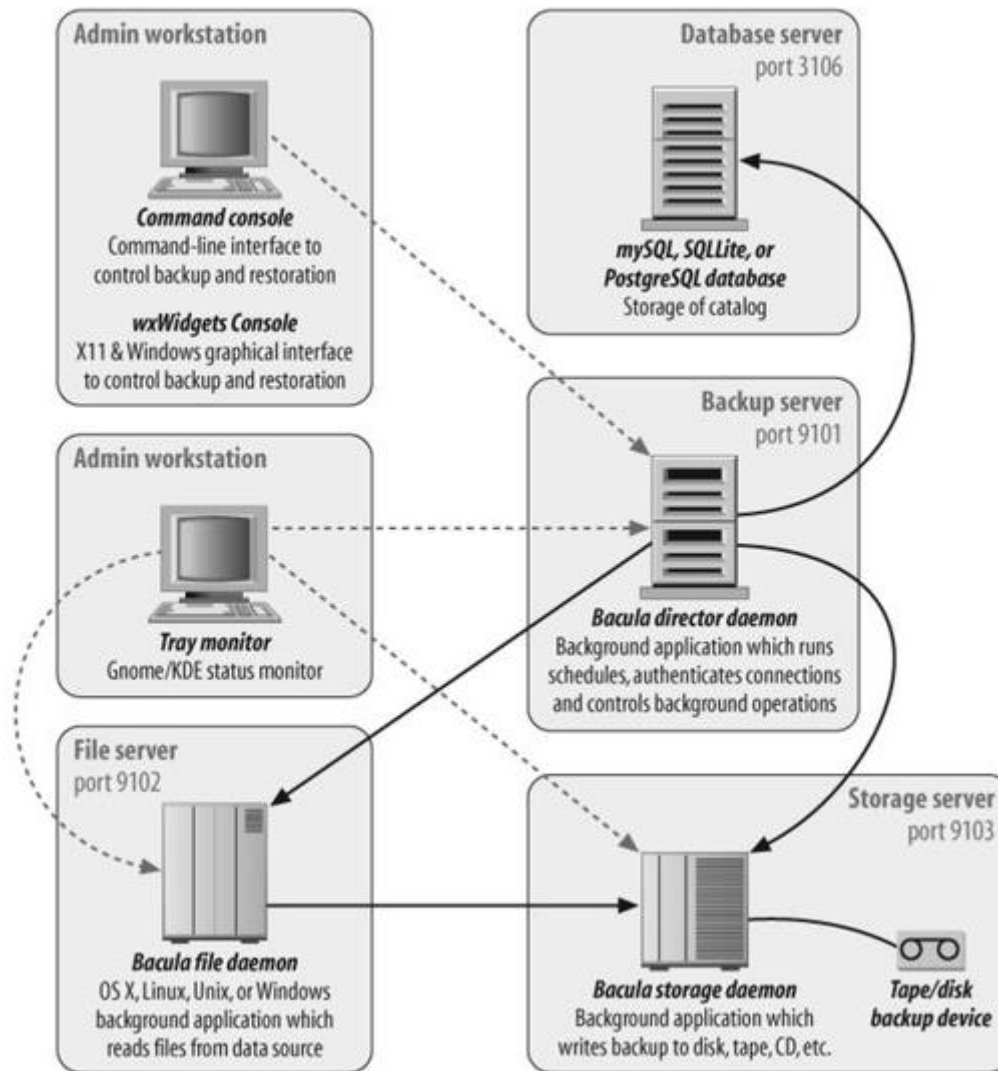 Admin workstation
Command console
Command-line interface to
control backup and restoration
wxWidgets Console
X11 & Windows graphical interface
to control backup and restoration
Database server
port 3106
mySQL, SQLLite, or
PostgreSQL database
Storage of catalog
Backup server
port 9101
Bacula director daemon
Background application which runs
schedules, authenticates connections
and controls background operations
Admin workstation
Tray monitor
Gnome/KDE status monitor
File server
port 9102
Bacula file daemon
OS X, Linux, Unix, or Windows
background application which
reads files from data source
Storage server
port 9103
Bacula storage daemon
Background application which
writes backup to disk, tape, CD, etc.
Tape/disk
backup device